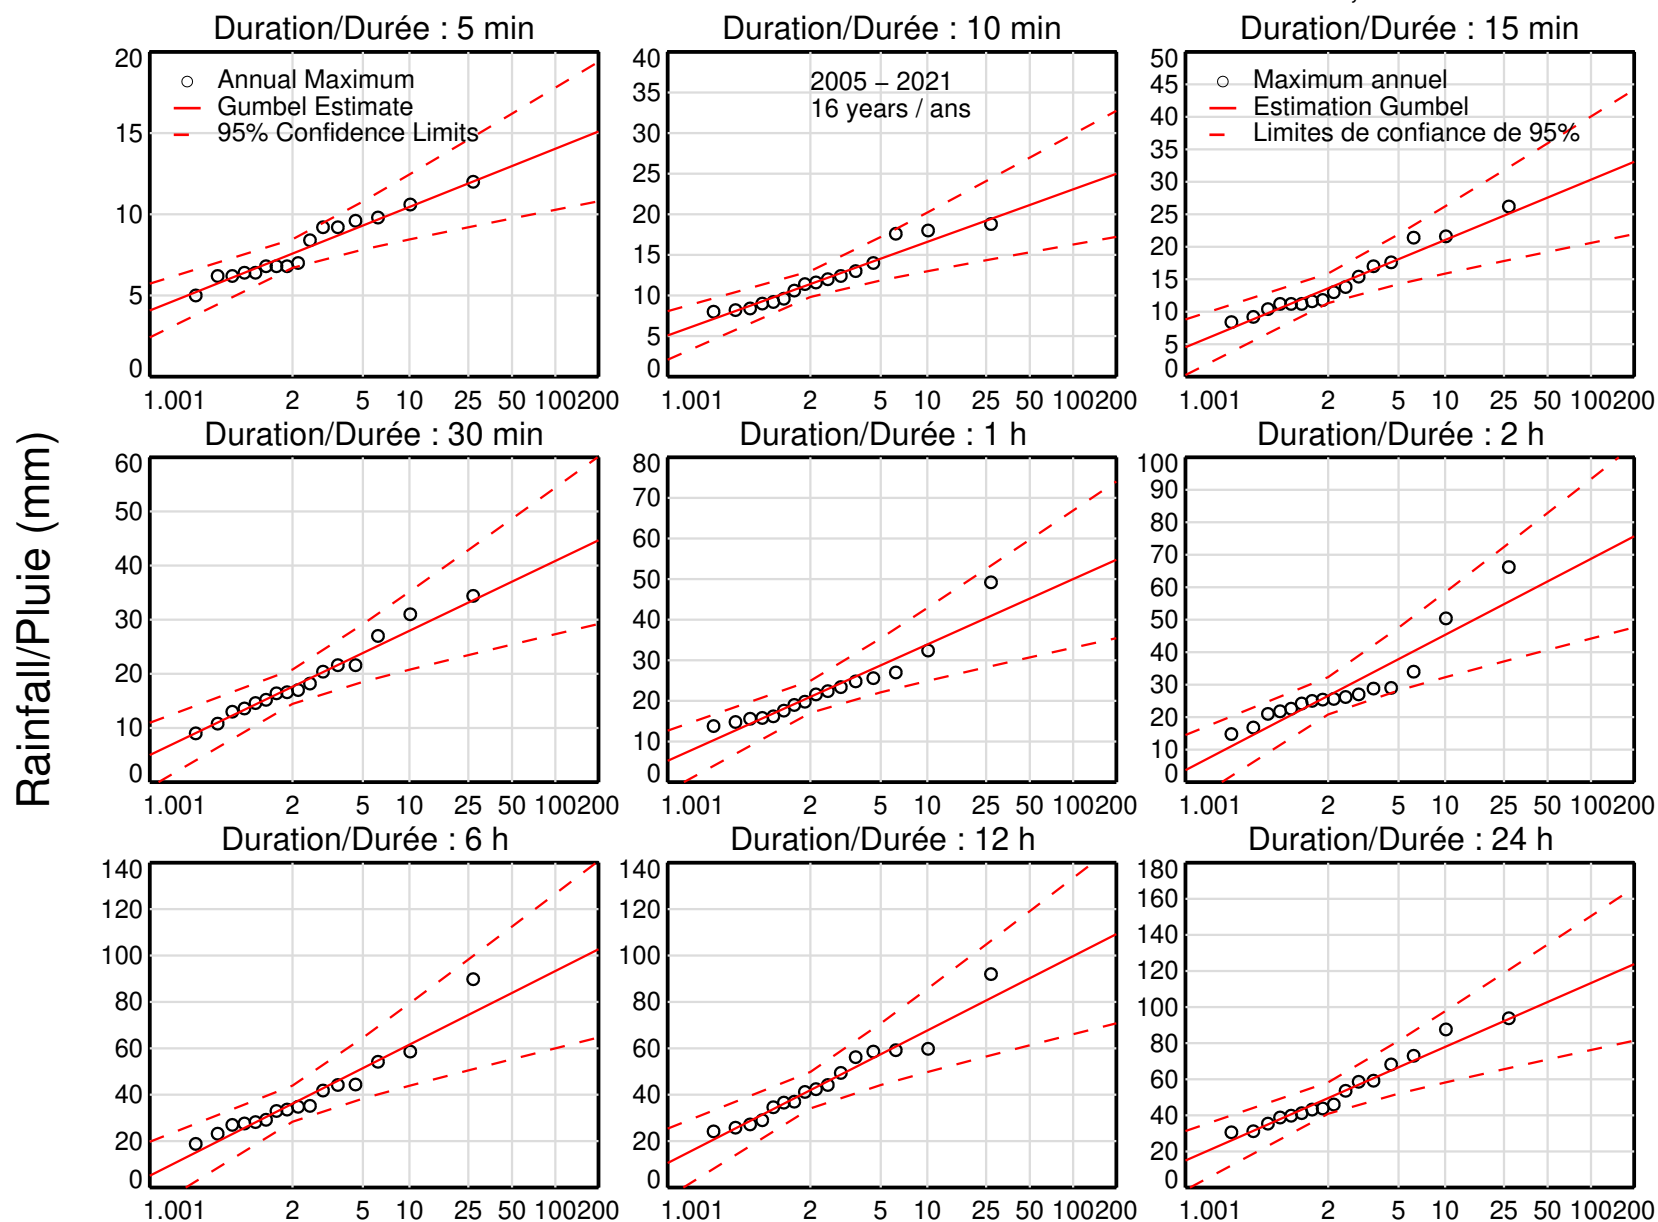 Duration/Durée : 5 min
20
15
10
5
0
Annual Maximum
Gumbel Estimate
95% Confidence Limits
1.001 2 5 10 25 50 100200
Duration/Durée : 10 min
40
35
30
25
20
15
10
5
0
2005 – 2021
16 years / ans
1.001 2 5 10 25 50 100200
Duration/Durée : 15 min
50
45
40
35
30
25
20
15
10
5
0
Maximum annuel
Estimation Gumbel
Limites de confiance de 95%
1.001 2 5 10 25 50 100200
Rainfall/Pluie (mm)
Duration/Durée : 30 min
60
50
40
30
20
10
0
1.001 2 5 10 25 50 100200
Duration/Durée : 1 h
80
70
60
50
40
30
20
10
0
1.001 2 5 10 25 50 100200
Duration/Durée : 2 h
100
90
80
70
60
50
40
30
20
10
0
1.001 2 5 10 25 50 100200
Duration/Durée : 6 h
140
120
100
80
60
40
20
0
1.001 2 5 10 25 50 100200
Duration/Durée : 12 h
140
120
100
80
60
40
20
0
1.001 2 5 10 25 50 100200
Duration/Durée : 24 h
180
160
140
120
100
80
60
40
20
0
1.001 2 5 10 25 50 100200